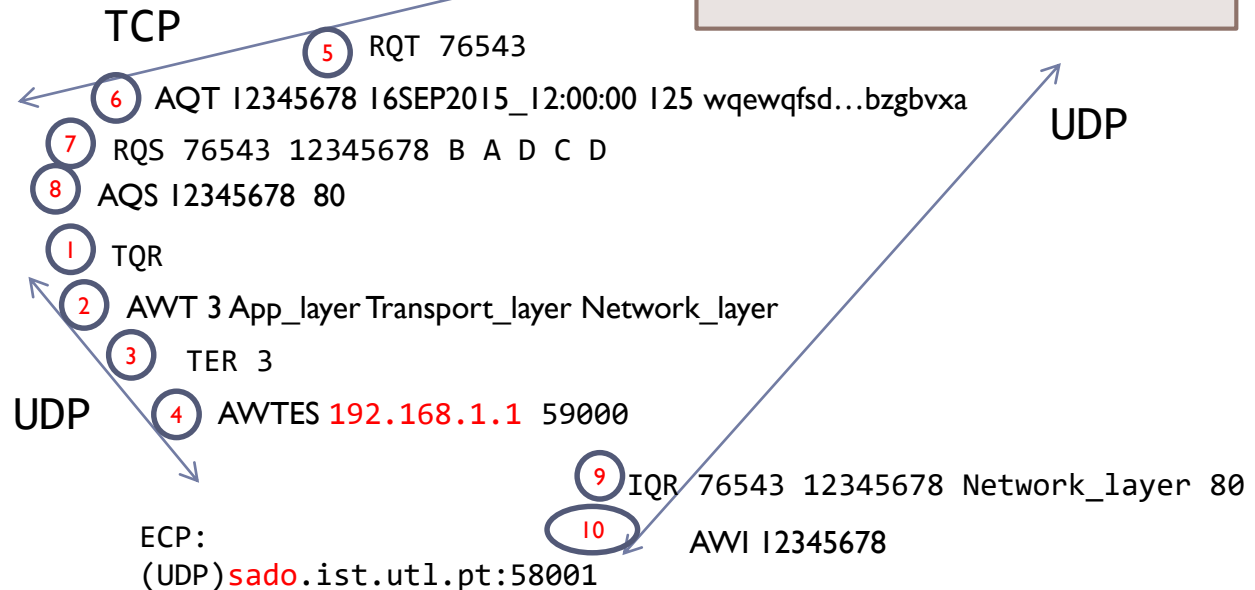 TCP
5 RQT 76543
6 AQT 12345678 16SEP2015_12:00:00 125 wqewqfsd…bzgbvxa
UDP
7 RQS 76543 12345678 B A D C D
8 AQS 12345678 80
1 TQR
2 AWT 3 App_layer Transport_layer Network_layer
3 TER 3
UDP
4 AWTES 192.168.1.1 59000
9 IQR 76543 12345678 Network_layer 80
10 AWI 12345678
ECP:
(UDP)sado.ist.utl.pt:58001